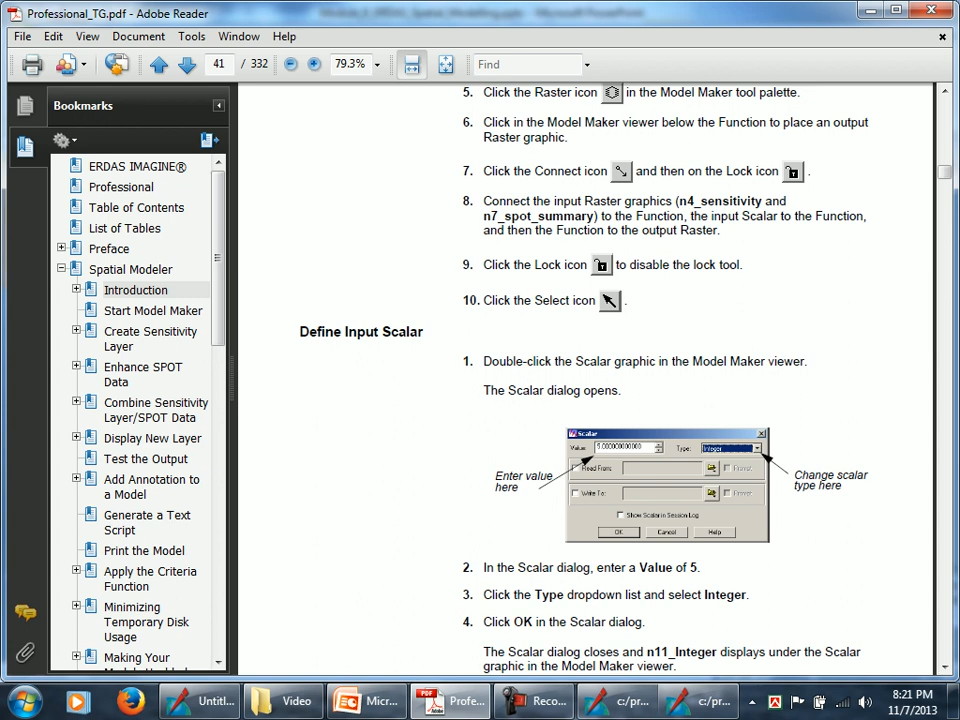 Professional_TG.pdf - Adobe Reader
File Edit View Document Tools Window Help
41 / 332 79.3% Find
Bookmarks
ERDAS IMAGINE®
Professional
Table of Contents
List of Tables
Preface
Spatial Modeler
Introduction
Start Model Maker
Create Sensitivity
Layer
Enhance SPOT
Data
Combine Sensitivity
Layer/SPOT Data
Display New Layer
Test the Output
Add Annotation to
a Model
Generate a Text
Script
Print the Model
Apply the Criteria
Function
Minimizing
Temporary Disk
Usage
Making Your
5. Click the Raster icon in the Model Maker tool palette.
6. Click in the Model Maker viewer below the Function to place an output
Raster graphic.
7. Click the Connect icon and then on the Lock icon .
8. Connect the input Raster graphics (n4_sensitivity and
n7_spot_summary) to the Function, the input Scalar to the Function,
and then the Function to the output Raster.
9. Click the Lock icon to disable the lock tool.
10. Click the Select icon .
Define Input Scalar
1. Double-click the Scalar graphic in the Model Maker viewer.
The Scalar dialog opens.
Scalar
Value: Type: Integer
Read From:
Write To:
Show Scalar in Session Log
OK Cancel Help
Enter value
here
Change scalar
type here
2. In the Scalar dialog, enter a Value of 5.
3. Click the Type dropdown list and select Integer.
4. Click OK in the Scalar dialog.
The Scalar dialog closes and n11_Integer displays under the Scalar
graphic in the Model Maker viewer.
Untitl... Video Micr... Profe... Reco... c:/pr... c:/pr...
8:21 PM
11/7/2013